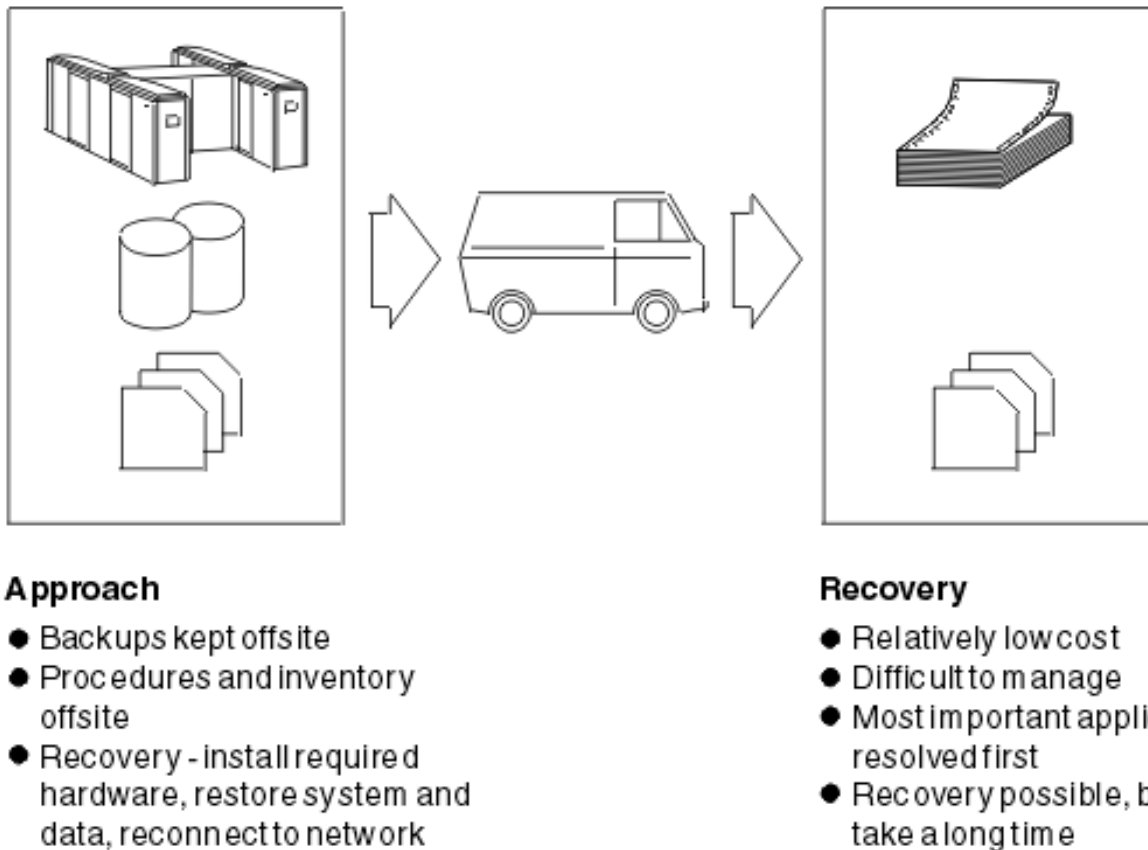 Approach
● Backups kept offsite
● Procedures and inventory
offsite
● Recovery - install required
hardware, restore system and
data, reconnect to network
Recovery
● Relatively low cost
● Difficult to manage
● Most important appli
resolved first
● Recovery possible, b
take a long time